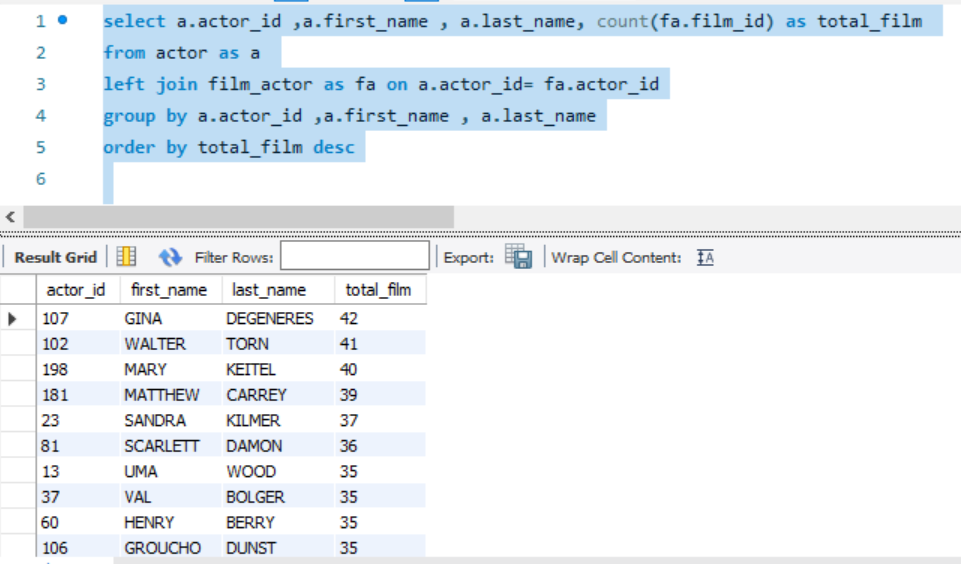 1 select a.actor_id ,a.first_name , a.last_name, count(fa.film_id) as total_film
2 from actor as a
3 left join film_actor as fa on a.actor_id= fa.actor_id
4 group by a.actor_id ,a.first_name , a.last_name
5 order by total_film desc
6
Result Grid Filter Rows: Export: Wrap Cell Content: IA
actor_id first_name last_name total_film
107 GINA DEGENERES 42
102 WALTER TORN 41
198 MARY KEITEL 40
181 MATTHEW CARREY 39
23 SANDRA KILMER 37
81 SCARLETT DAMON 36
13 UMA WOOD 35
37 VAL BOLGER 35
60 HENRY BERRY 35
106 GROUCHO DUNST 35